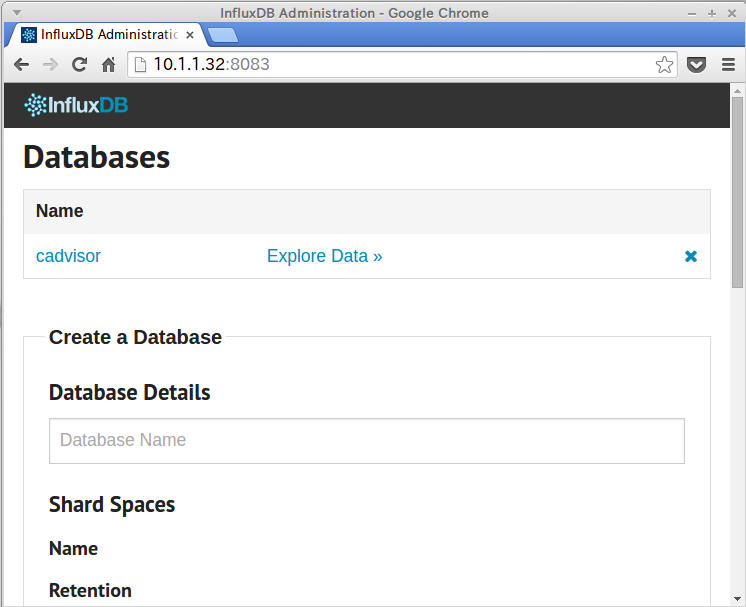 InfluxDB Administration - Google Chrome
InfluxDB Administratio
10.1.1.32:8083
InfluxDB
Databases
Name
cadvisor Explore Data »
Create a Database
Database Details
Database Name
Shard Spaces
Name
Retention